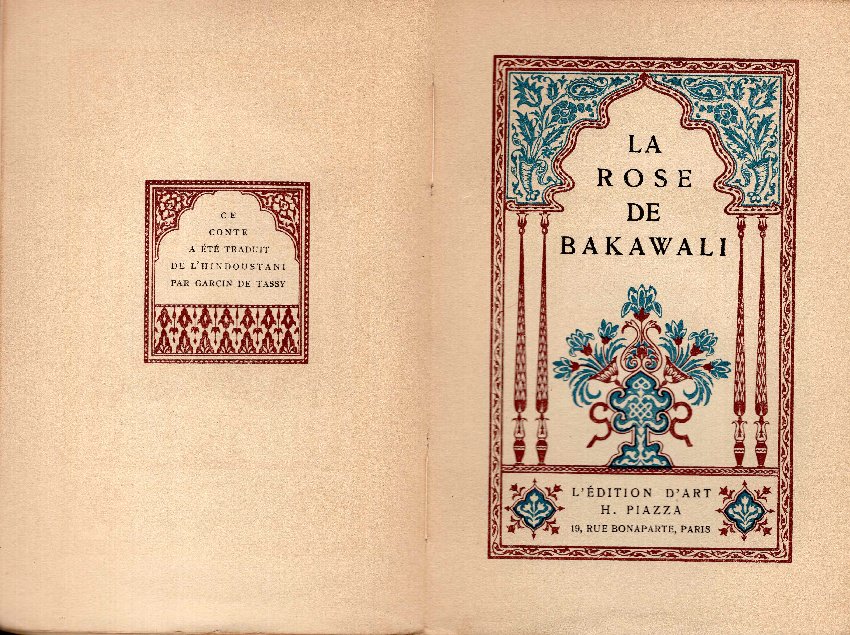 CE
CONTE
A ÉTÉ TRADUIT
DE L'HINDOUSTANI
PAR GARCIN DE TASSY
LA
ROSE
DE
BAKAWALI
L'ÉDITION D'ART
H. PIAZZA
19, RUE BONAPARTE, PARIS